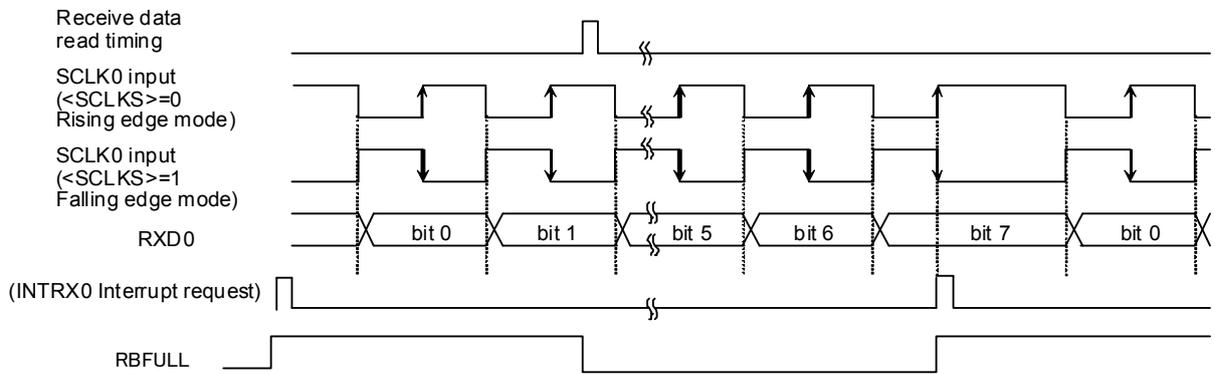 Receive data
read timing
SCLK0 input
(<SCLKS>=0
Rising edge mode)
SCLK0 input
(<SCLKS>=1
Falling edge mode)
RXD0
bit 0
bit 1
bit 5
bit 6
bit 7
bit 0
(INTRX0 Interrupt request)
RBFULL